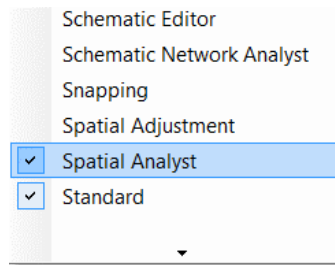 Schematic Editor
Schematic Network Analyst
Snapping
Spatial Adjustment
Spatial Analyst
Standard